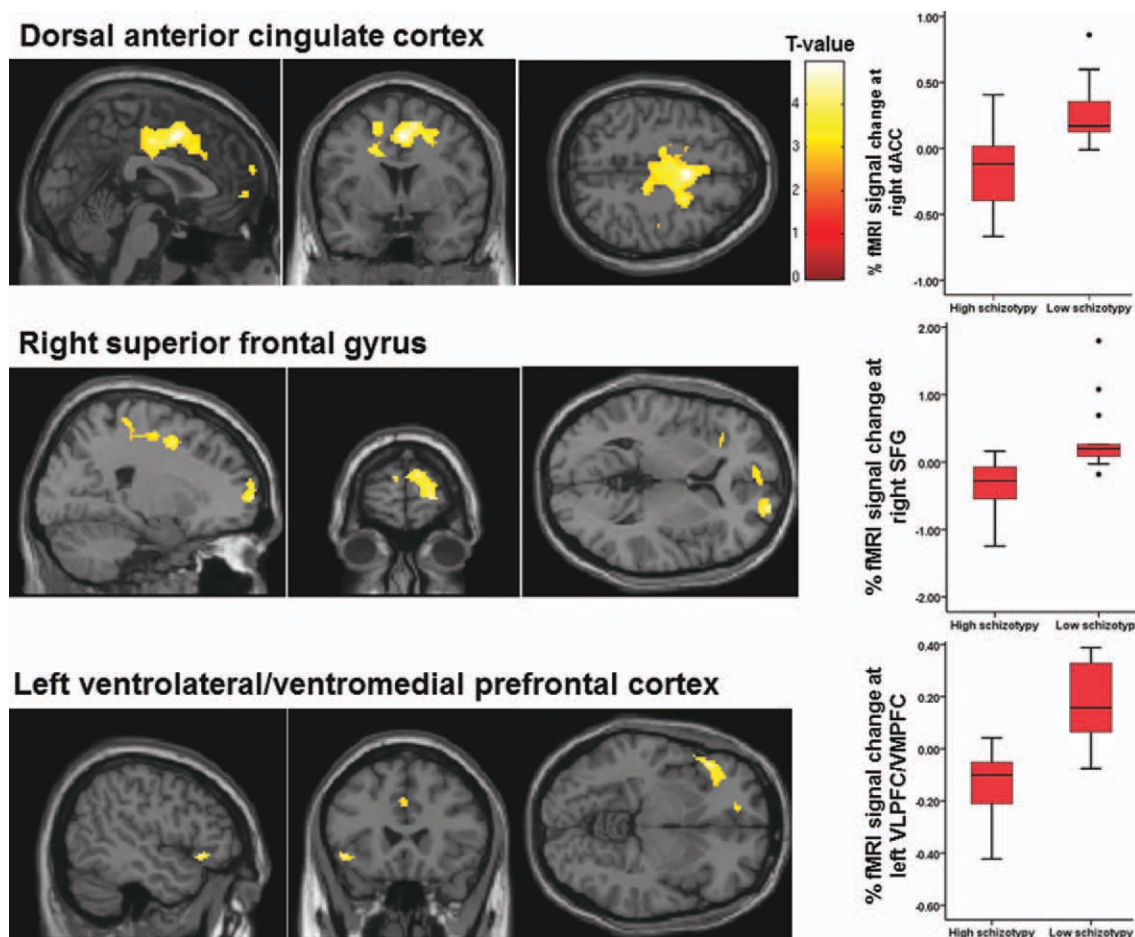 Dorsal anterior cingulate cortex
T-value
4
3
2
1
0
% fMRI signal change at
right dACC
1.00
0.50
0.00
-0.50
-1.00
High schizotypy
Low schizotypy
Right superior frontal gyrus
% fMRI signal change at
right SFG
2.00
1.00
0.00
-1.00
-2.00
High schizotypy
Low schizotypy
Left ventrolateral/ventromedial prefrontal cortex
% fMRI signal change at
left VLPFC/VMPFC
0.40
0.20
0.00
-0.20
-0.40
-0.60
High schizotypy
Low schizotypy